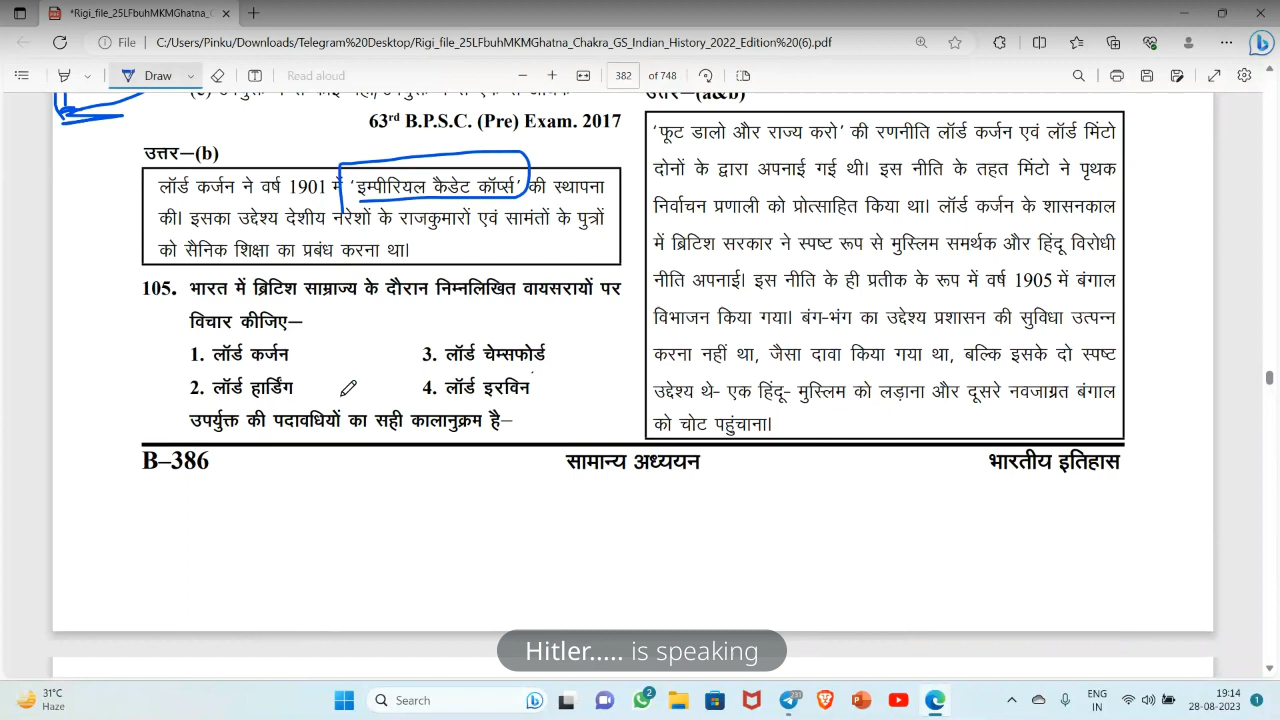 *Rigi_file_25LFbuhMKMGhatna_(
File
C:/Users/Pinku/Downloads/Telegram%20Desktop/Rigi_file_25LFbuhMKMGhatna_Chakra_GS_Indian_History_2022_Edition%20(6).pdf
Draw
Read aloud
382 of 748
63rd B.P.S.C. (Pre) Exam. 2017
उत्तर—(b)
लॉर्ड कर्जन ने वर्ष 1901 में 'इम्पीरियल कैडेट कॉर्प्स' की स्थापना
की। इसका उद्देश्य देशीय नरेशों के राजकुमारों एवं सामंतों के पुत्रों
को सैनिक शिक्षा का प्रबंध करना था।
105. भारत में ब्रिटिश साम्राज्य के दौरान निम्नलिखित वायसरायों पर
विचार कीजिए—
1. लॉर्ड कर्जन 3. लॉर्ड चेम्सफोर्ड
2. लॉर्ड हार्डिंग 4. लॉर्ड इरविन
उपर्युक्त की पदावधियों का सही कालानुक्रम है—
उत्तर—(a&b)
'फूट डालो और राज्य करो' की रणनीति लॉर्ड कर्जन एवं लॉर्ड मिंटो
दोनों के द्वारा अपनाई गई थी। इस नीति के तहत मिंटो ने पृथक
निर्वाचन प्रणाली को प्रोत्साहित किया था। लॉर्ड कर्जन के शासनकाल
में ब्रिटिश सरकार ने स्पष्ट रूप से मुस्लिम समर्थक और हिंदू विरोधी
नीति अपनाई। इस नीति के ही प्रतीक के रूप में वर्ष 1905 में बंगाल
विभाजन किया गया। बंग-भंग का उद्देश्य प्रशासन की सुविधा उत्पन्न
करना नहीं था, जैसा दावा किया गया था, बल्कि इसके दो स्पष्ट
उद्देश्य थे- एक हिंदू- मुस्लिम को लड़ाना और दूसरे नवजाग्रत बंगाल
को चोट पहुंचाना।
B–386 सामान्य अध्ययन भारतीय इतिहास
Hitler..... is speaking
31°C
Haze
Search
2
231
ENG
IN
19:14
28-08-2023
1